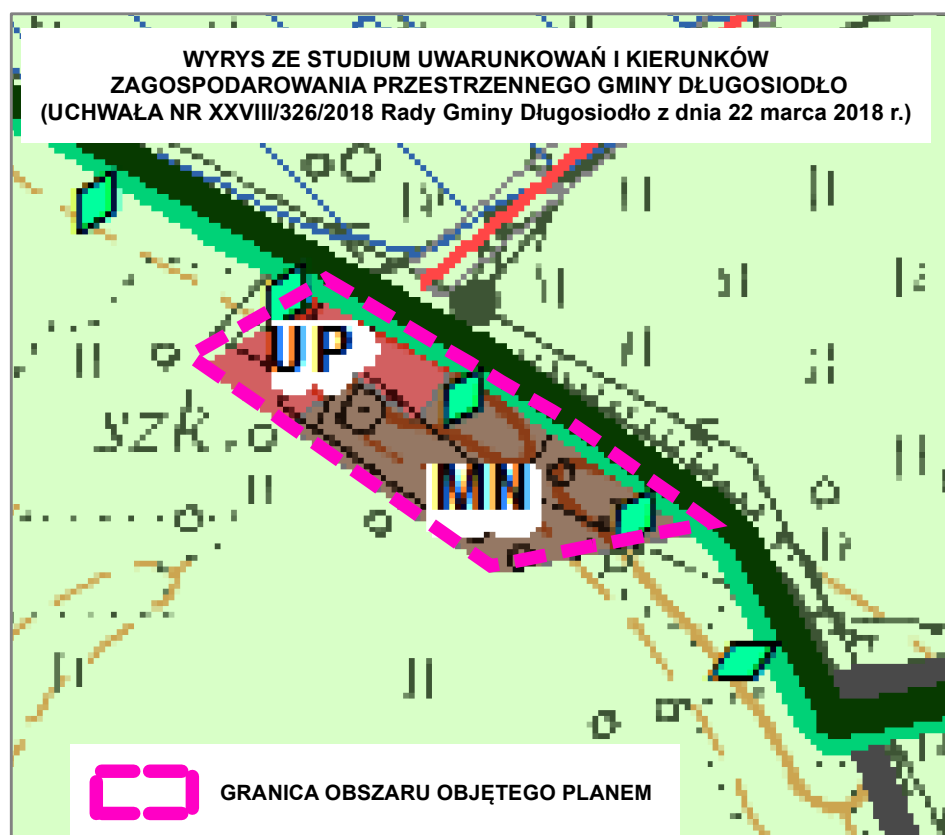 WYRYS ZE STUDIUM UWARUNKOWAŃ I KIERUNKÓW
ZAGOSPODAROWANIA PRZESTRZENNEGO GMINY DŁUGOSIODŁO
(UCHWAŁA NR XXVIII/326/2018 Rady Gminy Długosiodło z dnia 22 marca 2018 r.)
UP
szk.
MN
GRANICA OBSZARU OBJĘTEGO PLANEM